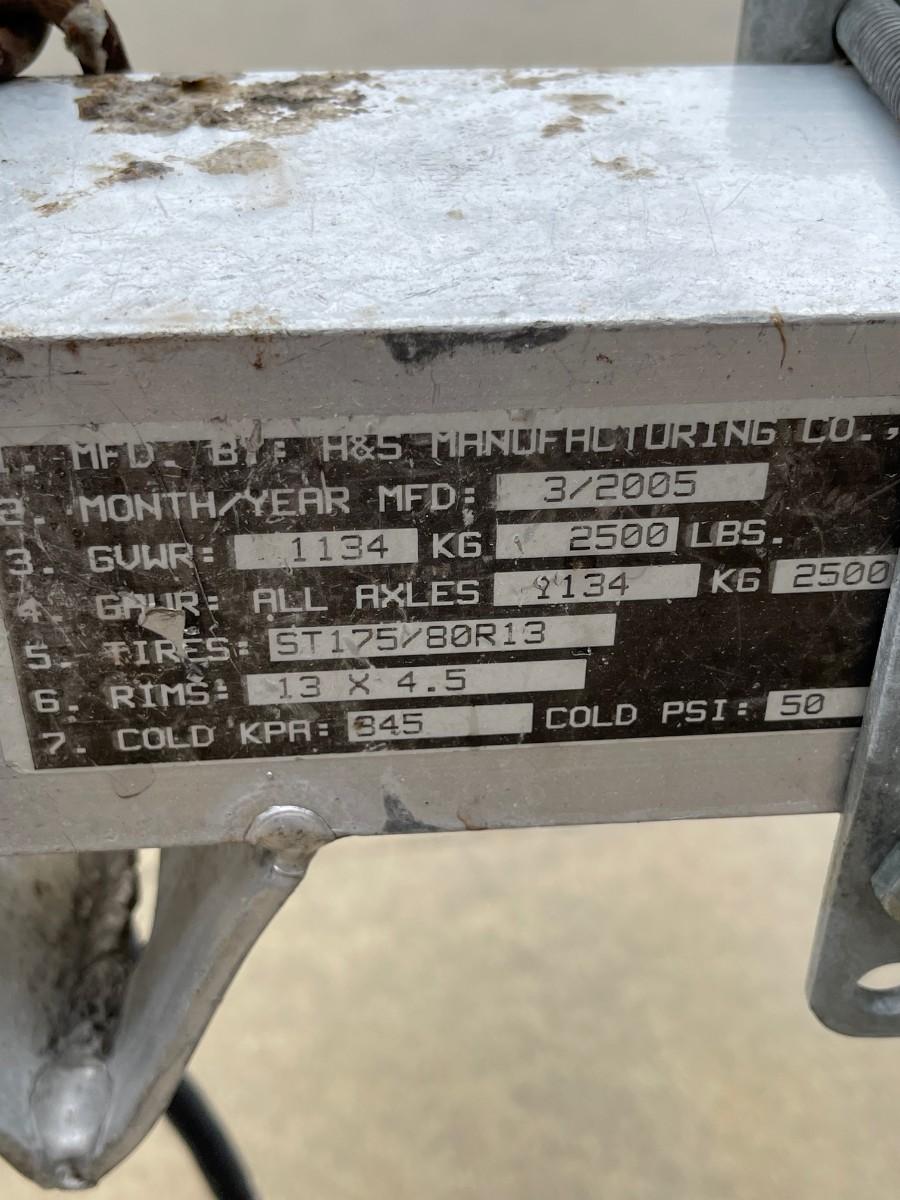 1. MFD. BY: H&S MANUFACTURING CO.,
2. MONTH/YEAR MFD: 3/2005
3. GVWR: 1134 KG 2500 LBS.
4. GAWR: ALL AXLES 1134 KG 2500
5. TIRES: ST175/80R13
6. RIMS: 13 X 4.5
7. COLD KPA: 345 COLD PSI: 50